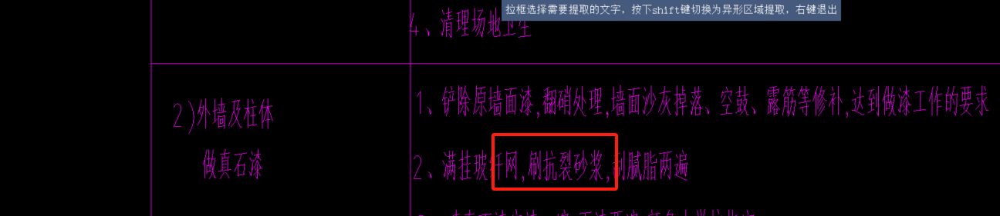 拉框选择需要提取的文字，按下shift键切换为异形区域提取，右键退出
4、清理场地卫生
2)外墙及柱体
做真石漆
1、铲除原墙面漆,翻硝处理,墙面沙灰掉落、空鼓、露筋等修补,达到做漆工作的要求
2、满挂玻纤网,刷抗裂砂浆,刮腻脂两遍